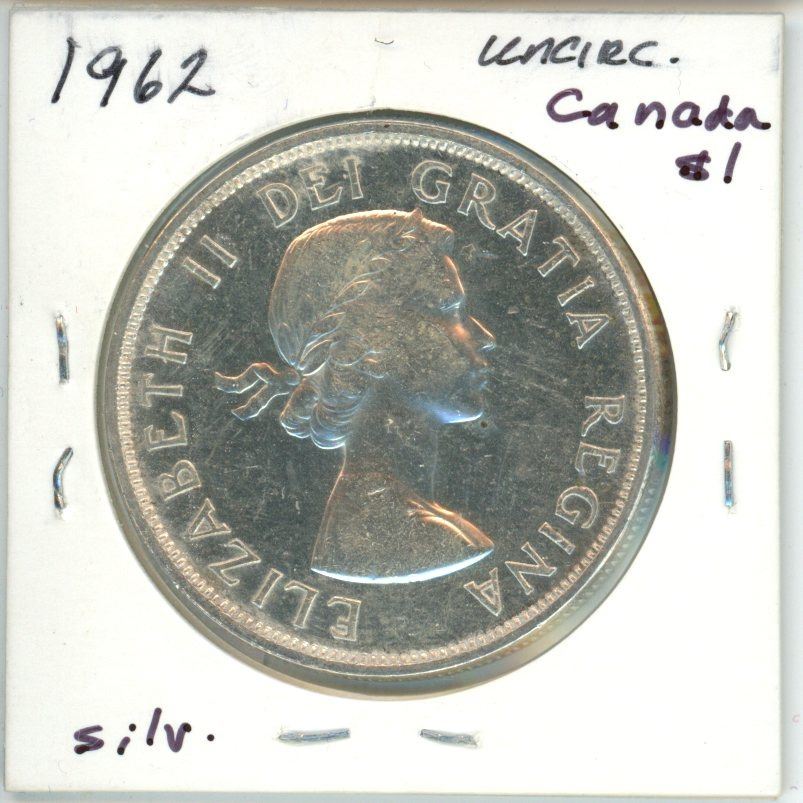 1962
uncirc.
Canada
$1
ELIZABETH II DEI GRATIA REGINA
silv.